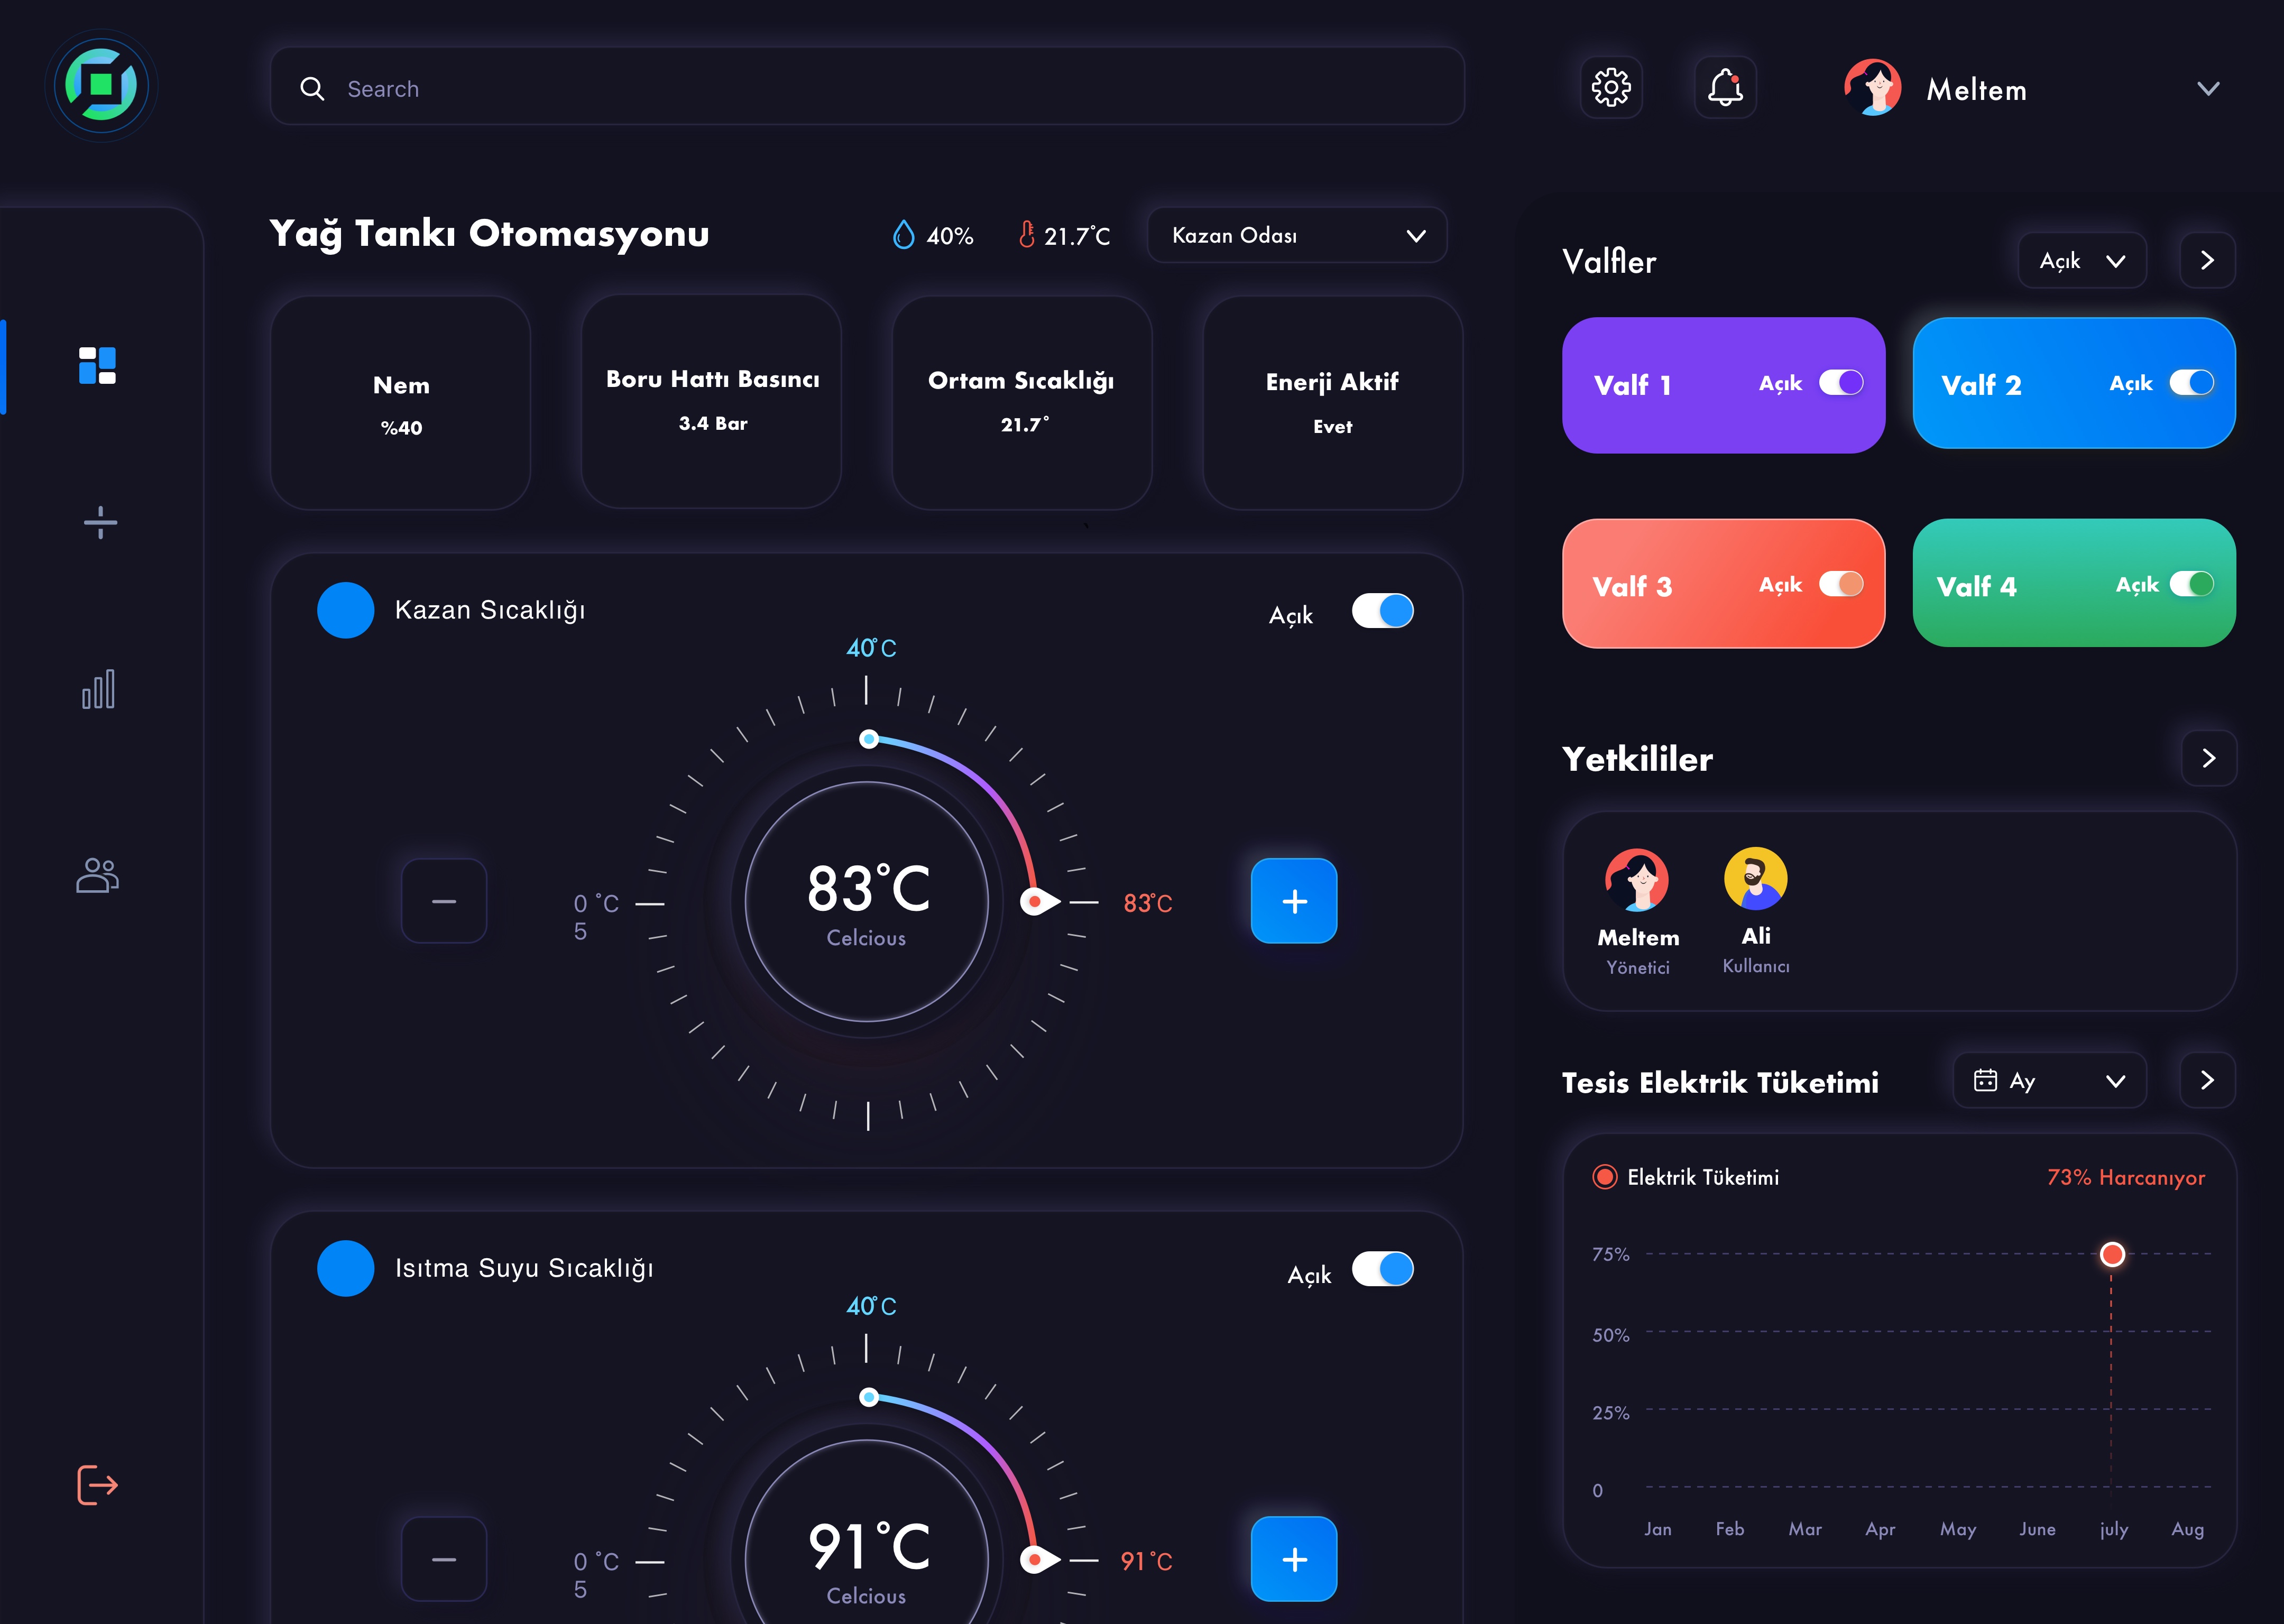 Search
Meltem
Yağ Tankı Otomasyonu
40%
21.7°C
Kazan Odası
Nem
%40
Boru Hattı Basıncı
3.4 Bar
Ortam Sıcaklığı
21.7°
Enerji Aktif
Evet
Kazan Sıcaklığı
Açık
40°C
83°C
Celcious
0 °C
5
83°C
Isıtma Suyu Sıcaklığı
Açık
40°C
91°C
Celcious
0 °C
5
91°C
Valfler
Açık
Valf 1
Açık
Valf 2
Açık
Valf 3
Açık
Valf 4
Açık
Yetkililer
Meltem
Yönetici
Ali
Kullanıcı
Tesis Elektrik Tüketimi
Ay
Elektrik Tüketimi
73% Harcanıyor
75%
50%
25%
0
Jan Feb Mar Apr May June july Aug